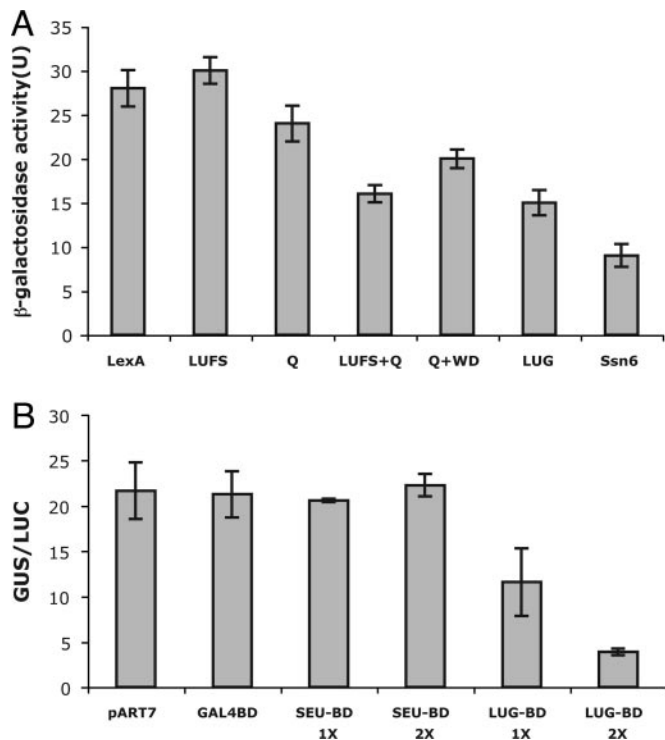 A
β-galactosidase activity(U)
35
30
25
20
15
10
5
0
LexA LUFS Q LUFS+Q Q+WD LUG Ssn6
B
GUS/LUC
30
25
20
15
10
5
0
pART7 GAL4BD SEU-BD SEU-BD LUG-BD LUG-BD
1X 2X 1X 2X